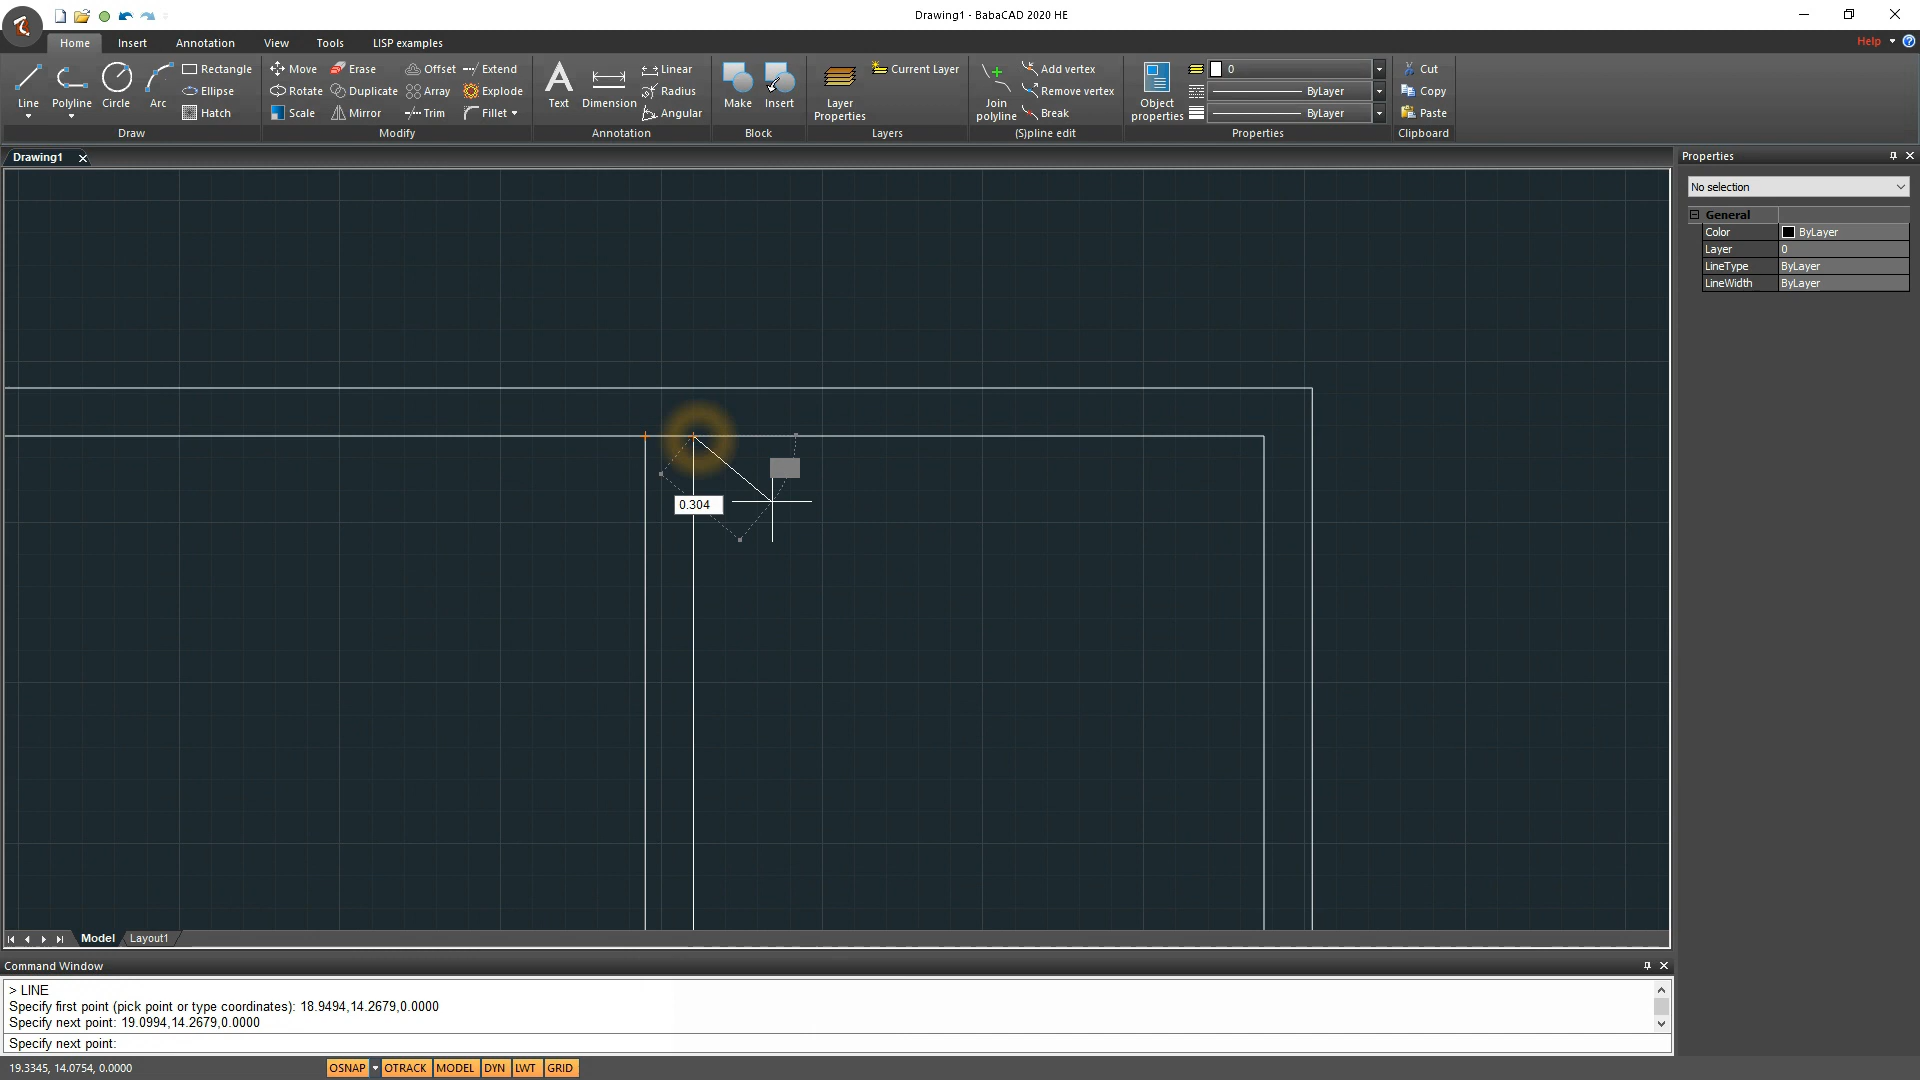 Drawing1 - BabaCAD 2020 HE
Home Insert Annotation View Tools LISP examples Help
Line Polyline Circle Arc Rectangle Ellipse Hatch
Draw
Move Erase Offset Extend
Rotate Duplicate Array Explode
Scale Mirror Trim Fillet
Modify
Text Dimension Linear Radius Angular
Annotation
Make Insert
Block
Layer Properties Current Layer
Layers
Join polyline Add vertex Remove vertex Break
(S)pline edit
Object properties 0 ByLayer ByLayer
Properties
Cut
Copy
Paste
Clipboard
Drawing1
Properties
No selection
General
Color ByLayer
Layer 0
LineType ByLayer
LineWidth ByLayer
0.304
Model Layout1
Command Window
> LINE
Specify first point (pick point or type coordinates): 18.9494,14.2679,0.0000
Specify next point: 19.0994,14.2679,0.0000
Specify next point:
19.3345, 14.0754, 0.0000 OSNAP OTRACK MODEL DYN LWT GRID